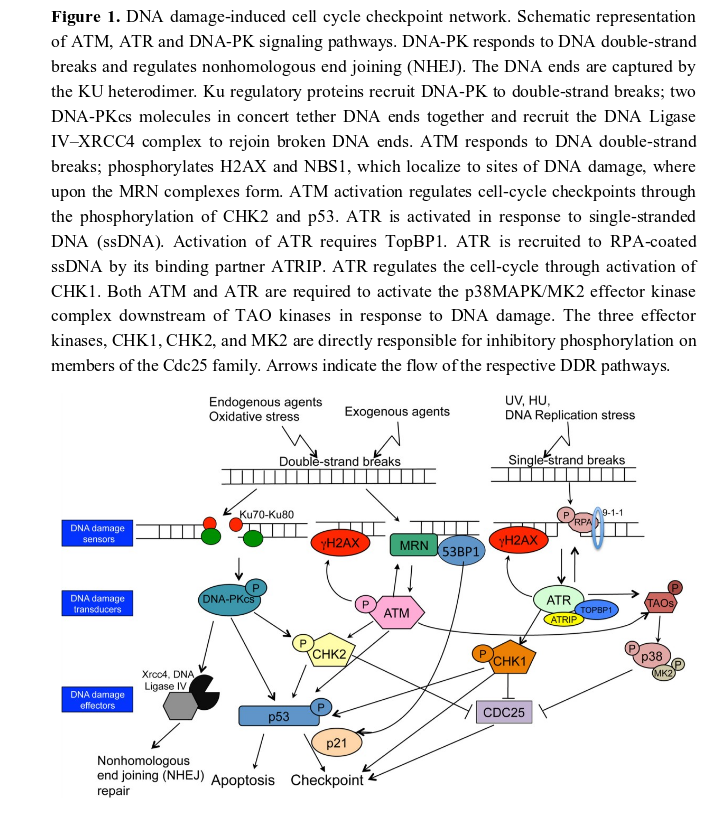 Figure 1. DNA damage-induced cell cycle checkpoint network. Schematic representation
of ATM, ATR and DNA-PK signaling pathways. DNA-PK responds to DNA double-strand
breaks and regulates nonhomologous end joining (NHEJ). The DNA ends are captured by
the KU heterodimer. Ku regulatory proteins recruit DNA-PK to double-strand breaks; two
DNA-PKcs molecules in concert tether DNA ends together and recruit the DNA Ligase
IV–XRCC4 complex to rejoin broken DNA ends. ATM responds to DNA double-strand
breaks; phosphorylates H2AX and NBS1, which localize to sites of DNA damage, where
upon the MRN complexes form. ATM activation regulates cell-cycle checkpoints through
the phosphorylation of CHK2 and p53. ATR is activated in response to single-stranded
DNA (ssDNA). Activation of ATR requires TopBP1. ATR is recruited to RPA-coated
ssDNA by its binding partner ATRIP. ATR regulates the cell-cycle through activation of
CHK1. Both ATM and ATR are required to activate the p38MAPK/MK2 effector kinase
complex downstream of TAO kinases in response to DNA damage. The three effector
kinases, CHK1, CHK2, and MK2 are directly responsible for inhibitory phosphorylation on
members of the Cdc25 family. Arrows indicate the flow of the respective DDR pathways.
Endogenous agents
Oxidative stress
Exogenous agents
UV, HU,
DNA Replication stress
Double-strand breaks
Single-strand breaks
DNA damage
sensors
Ku70-Ku80
γH2AX
MRN
53BP1
γH2AX
P
RPA
9-1-1
DNA damage
transducers
DNA-PKcs
P
P
ATM
ATR
ATRIP
TOPBP1
P
TAOs
P
CHK2
P
CHK1
P
p38
MK2
P
DNA damage
effectors
Xrcc4, DNA
Ligase IV
p53
P
p21
CDC25
Nonhomologous
end joining (NHEJ)
repair
Apoptosis
Checkpoint